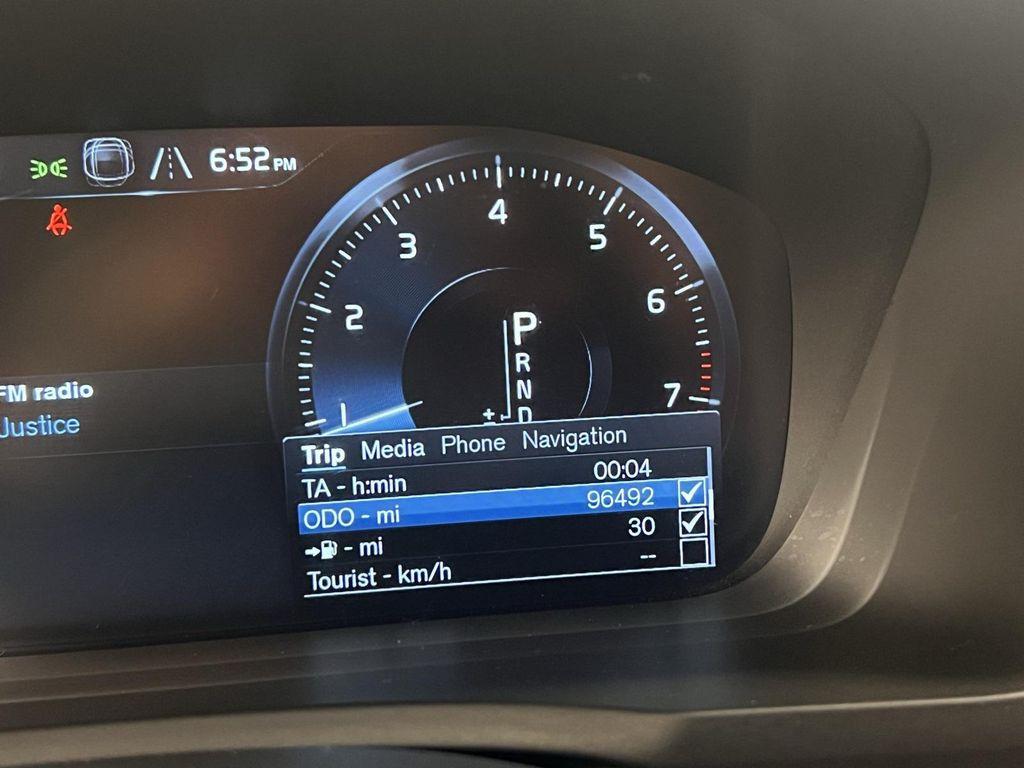 6:52 PM
4
3
5
2
6
P
R
N
D
7
1
+
FM radio
Justice
Trip Media Phone Navigation
TA - h:min 00:04
ODO - mi 96492
- mi 30
Tourist - km/h --